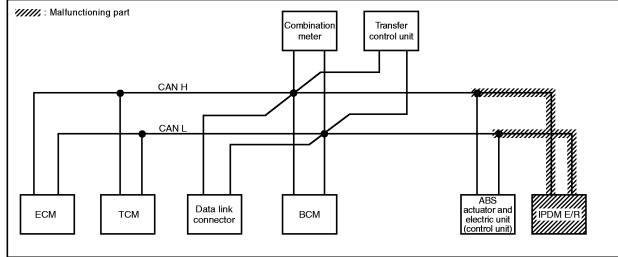 : Malfunctioning part
Combination
meter
Transfer
control unit
CAN H
CAN L
ECM
TCM
Data link
connector
BCM
ABS
actuator and
electric unit
(control unit)
IPDM E/R